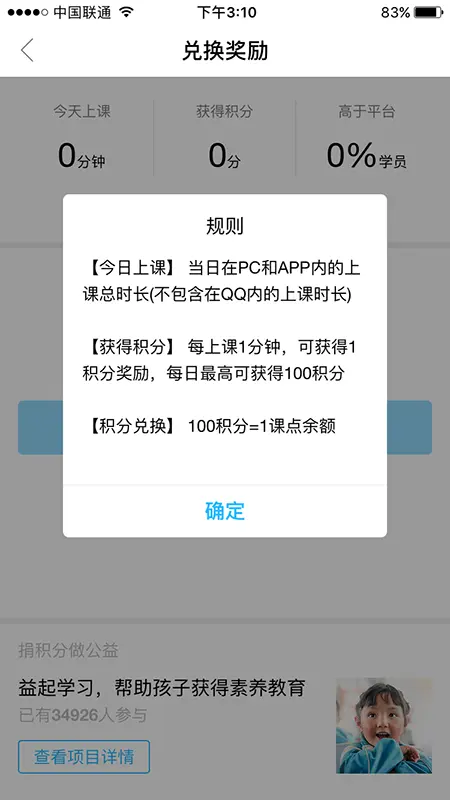 中国联通 下午3:10 83%
兑换奖励
今天上课 获得积分 高于平台
0分钟 0分 0%学员
规则
【今日上课】 当日在PC和APP内的上
课总时长(不包含在QQ内的上课时长)
【获得积分】 每上课1分钟，可获得1
积分奖励，每日最高可获得100积分
【积分兑换】 100积分=1课点余额
确定
捐积分做公益
益起学习，帮助孩子获得素养教育
已有34926人参与
查看项目详情